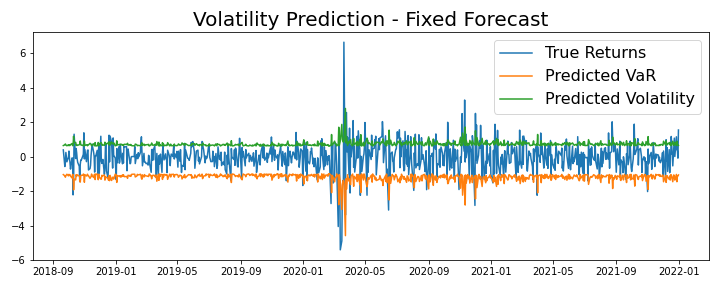 Volatility Prediction - Fixed Forecast
True Returns
Predicted VaR
Predicted Volatility
6
4
2
0
−2
−4
−6
2018-09 2019-01 2019-05 2019-09 2020-01 2020-05 2020-09 2021-01 2021-05 2021-09 2022-01